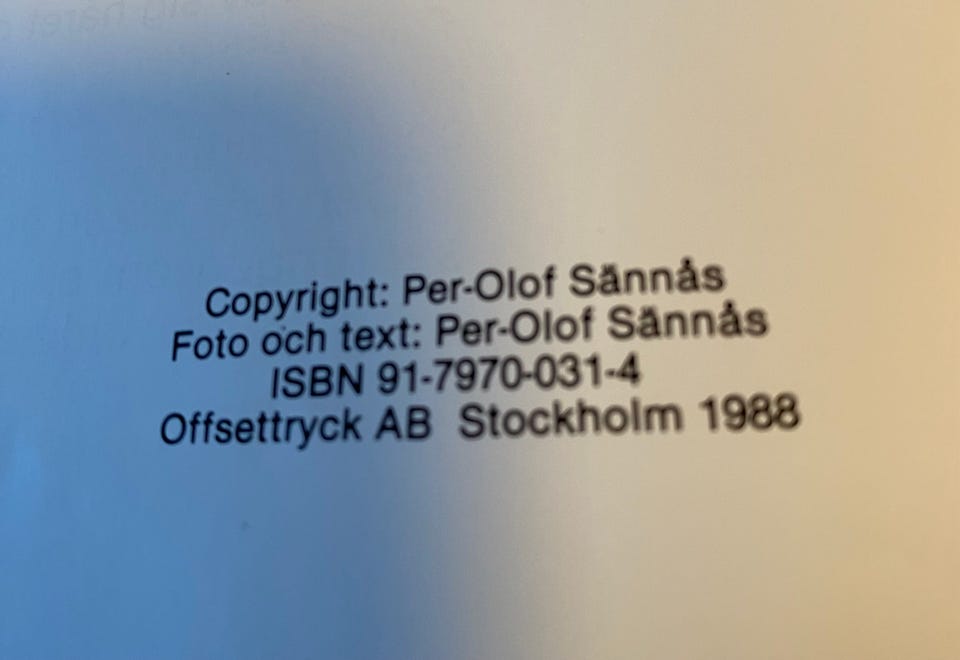 Copyright: Per-Olof Sännås
Foto och text: Per-Olof Sännås
ISBN 91-7970-031-4
Offsettryck AB Stockholm 1988